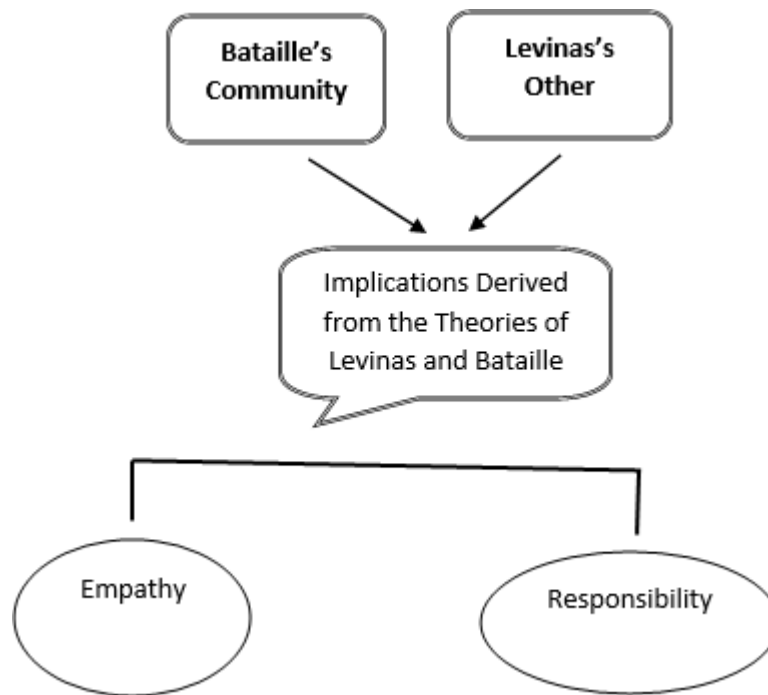 Bataille’s
Community
Levinas’s
Other
Implications Derived
from the Theories of
Levinas and Bataille
Empathy
Responsibility